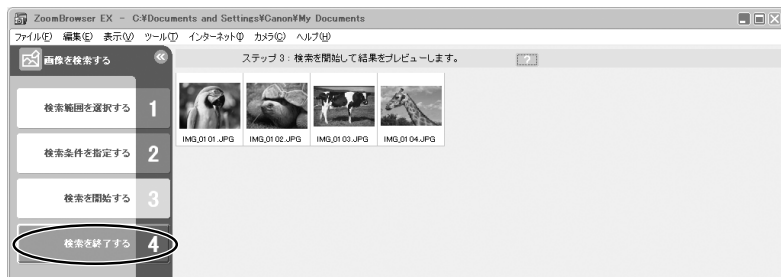 ZoomBrowser EX - C:¥Documents and Settings¥Canon¥My Documents
ファイル(F) 編集(E) 表示(V) ツール(T) インターネット(I) カメラ(C) ヘルプ(H)
画像を検索する
ステップ 3 : 検索を開始して結果をプレビューします。
?
検索範囲を選択する 1
IMG_0101.JPG IMG_0102.JPG IMG_0103.JPG IMG_0104.JPG
検索条件を指定する 2
検索を開始する 3
検索を終了する 4